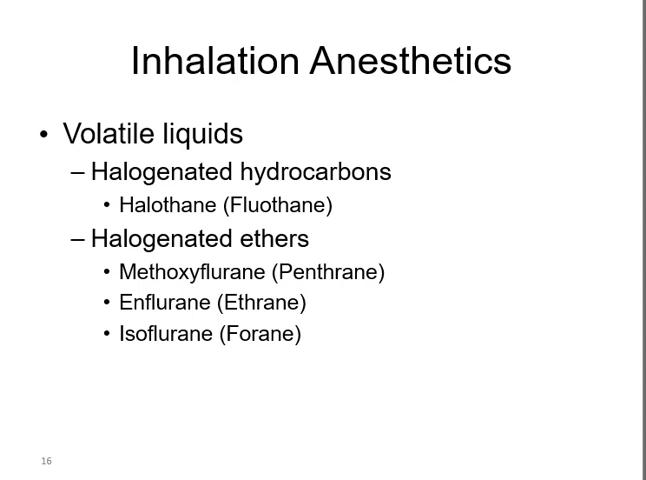 Inhalation Anesthetics
• Volatile liquids
– Halogenated hydrocarbons
• Halothane (Fluothane)
– Halogenated ethers
• Methoxyflurane (Penthrane)
• Enflurane (Ethrane)
• Isoflurane (Forane)
16